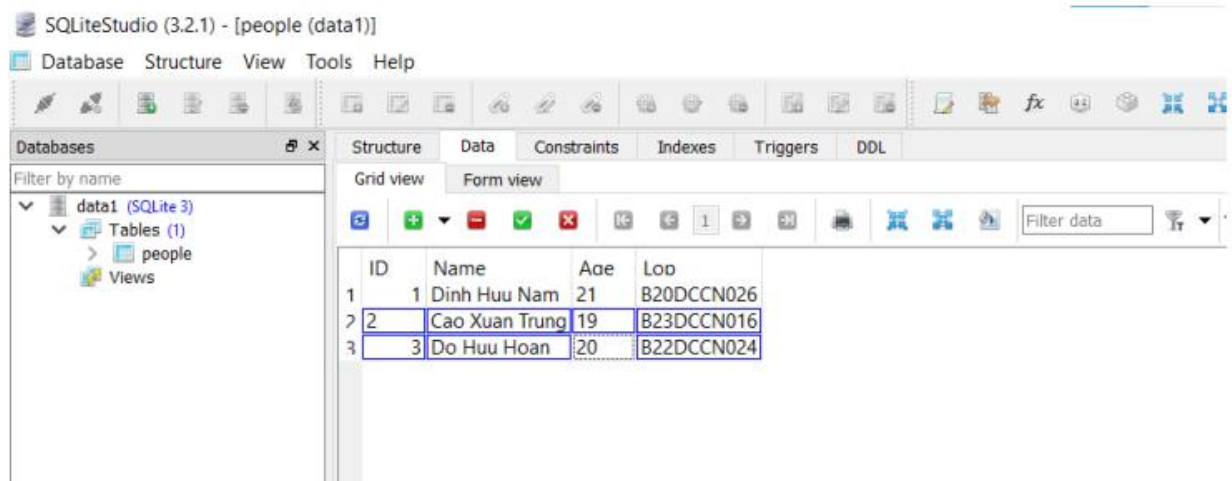 SQLiteStudio (3.2.1) - [people (data1)]
Database Structure View Tools Help
Databases
Structure Data Constraints Indexes Triggers DDL
Filter by name
Grid view Form view
data1 (SQLite 3)
Tables (1)
people
Views
1
Filter data
ID Name Age Lop
1 1 Dinh Huu Nam 21 B20DCCN026
2 2 Cao Xuan Trung 19 B23DCCN016
3 3 Do Huu Hoan 20 B22DCCN024